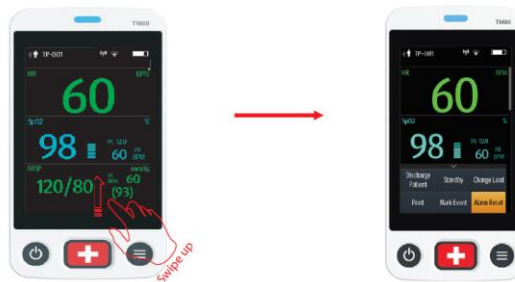 TM80
TP-001
HR
BPM
60
SpO2
%
98
PI 12.0
60
PR
BPM
NIBP
mmHg
120/80
60
(93)
Swipe up
TM80
TP-001
HR
BPM
60
SpO2
%
98
PI 12.0
60
PR
BPM
Discharge Patient
Standby
Change Lead
Print
Mark Event
Alarm Reset